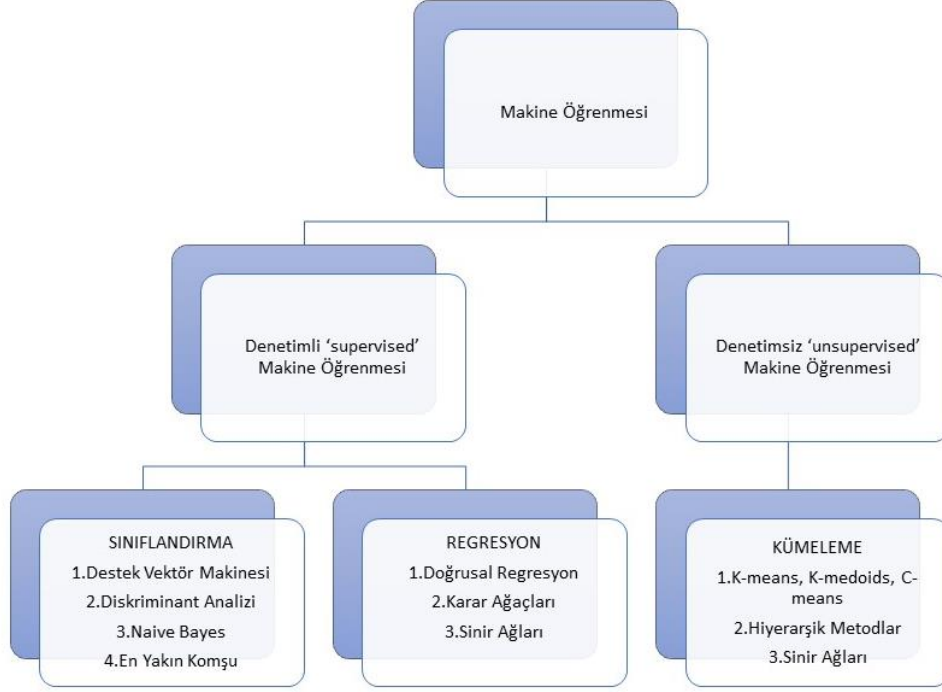 Makine Öğrenmesi
Denetimli ‘supervised’
Makine Öğrenmesi
Denetimsiz ‘unsupervised’
Makine Öğrenmesi
SINIFLANDIRMA
1.Destek Vektör Makinesi
2.Diskriminant Analizi
3.Naive Bayes
4.En Yakın Komşu
REGRESYON
1.Doğrusal Regresyon
2.Karar Ağaçları
3.Sinir Ağları
KÜMELEME
1.K-means, K-medoids, C-
means
2.Hiyerarşik Metodlar
3.Sinir Ağları